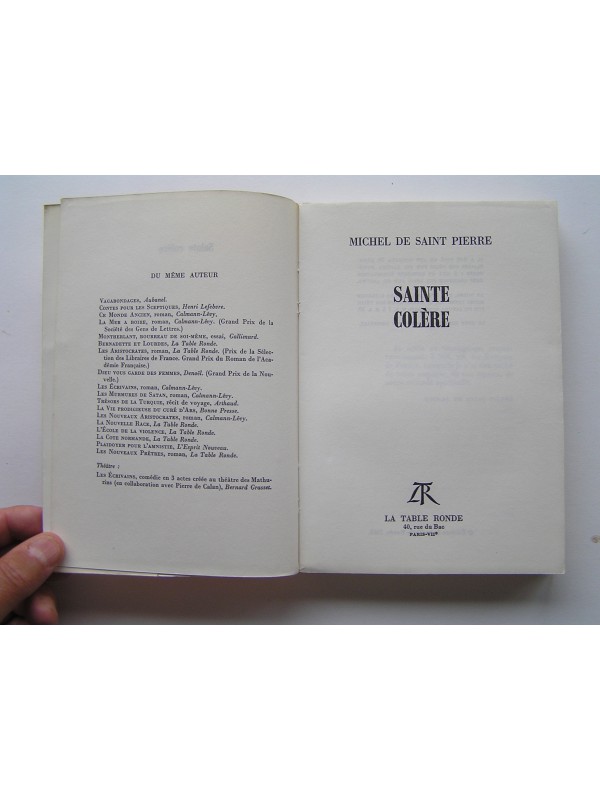 DU MÊME AUTEUR
VAGABONDAGES, Aubanel.
CONTES POUR LES SCEPTIQUES, Henri Lefebvre.
CE MONDE ANCIEN, roman, Calmann-Lévy.
LA MER A BOIRE, roman, Calmann-Lévy. (Grand Prix de la
Société des Gens de Lettres.)
MONTHERLANT, BOURREAU DE SOI-MÊME, essai, Gallimard.
BERNADETTE ET LOURDES, La Table Ronde.
LES ARISTOCRATES, roman, La Table Ronde. (Prix de la Sélec-
tion des Libraires de France. Grand Prix du Roman de l'Aca-
démie Française.)
DIEU VOUS GARDE DES FEMMES, Denoël. (Grand Prix de la Nou-
velle.)
LES ÉCRIVAINS, roman, Calmann-Lévy.
LES MURMURES DE SATAN, roman, Calmann-Lévy.
TRÉSORS DE LA TURQUIE, récit de voyage, Arthaud.
LA VIE PRODIGIEUSE DU CURÉ D'ARS, Bonne Presse.
LES NOUVEAUX ARISTOCRATES, roman, Calmann-Lévy.
LA NOUVELLE RACE, La Table Ronde.
L'ÉCOLE DE LA VIOLENCE, La Table Ronde.
LA CÔTE NORMANDE, La Table Ronde.
PLAIDOYER POUR L'AMNISTIE, L'Esprit Nouveau.
LES NOUVEAUX PRÊTRES, roman, La Table Ronde.
Théâtre :
LES ÉCRIVAINS, comédie en 3 actes créée au théâtre des Mathu-
rins (en collaboration avec Pierre de Calan), Bernard Grasset.
MICHEL DE SAINT PIERRE
SAINTE
COLÈRE
LTR
LA TABLE RONDE
40, rue du Bac
PARIS-VIIe